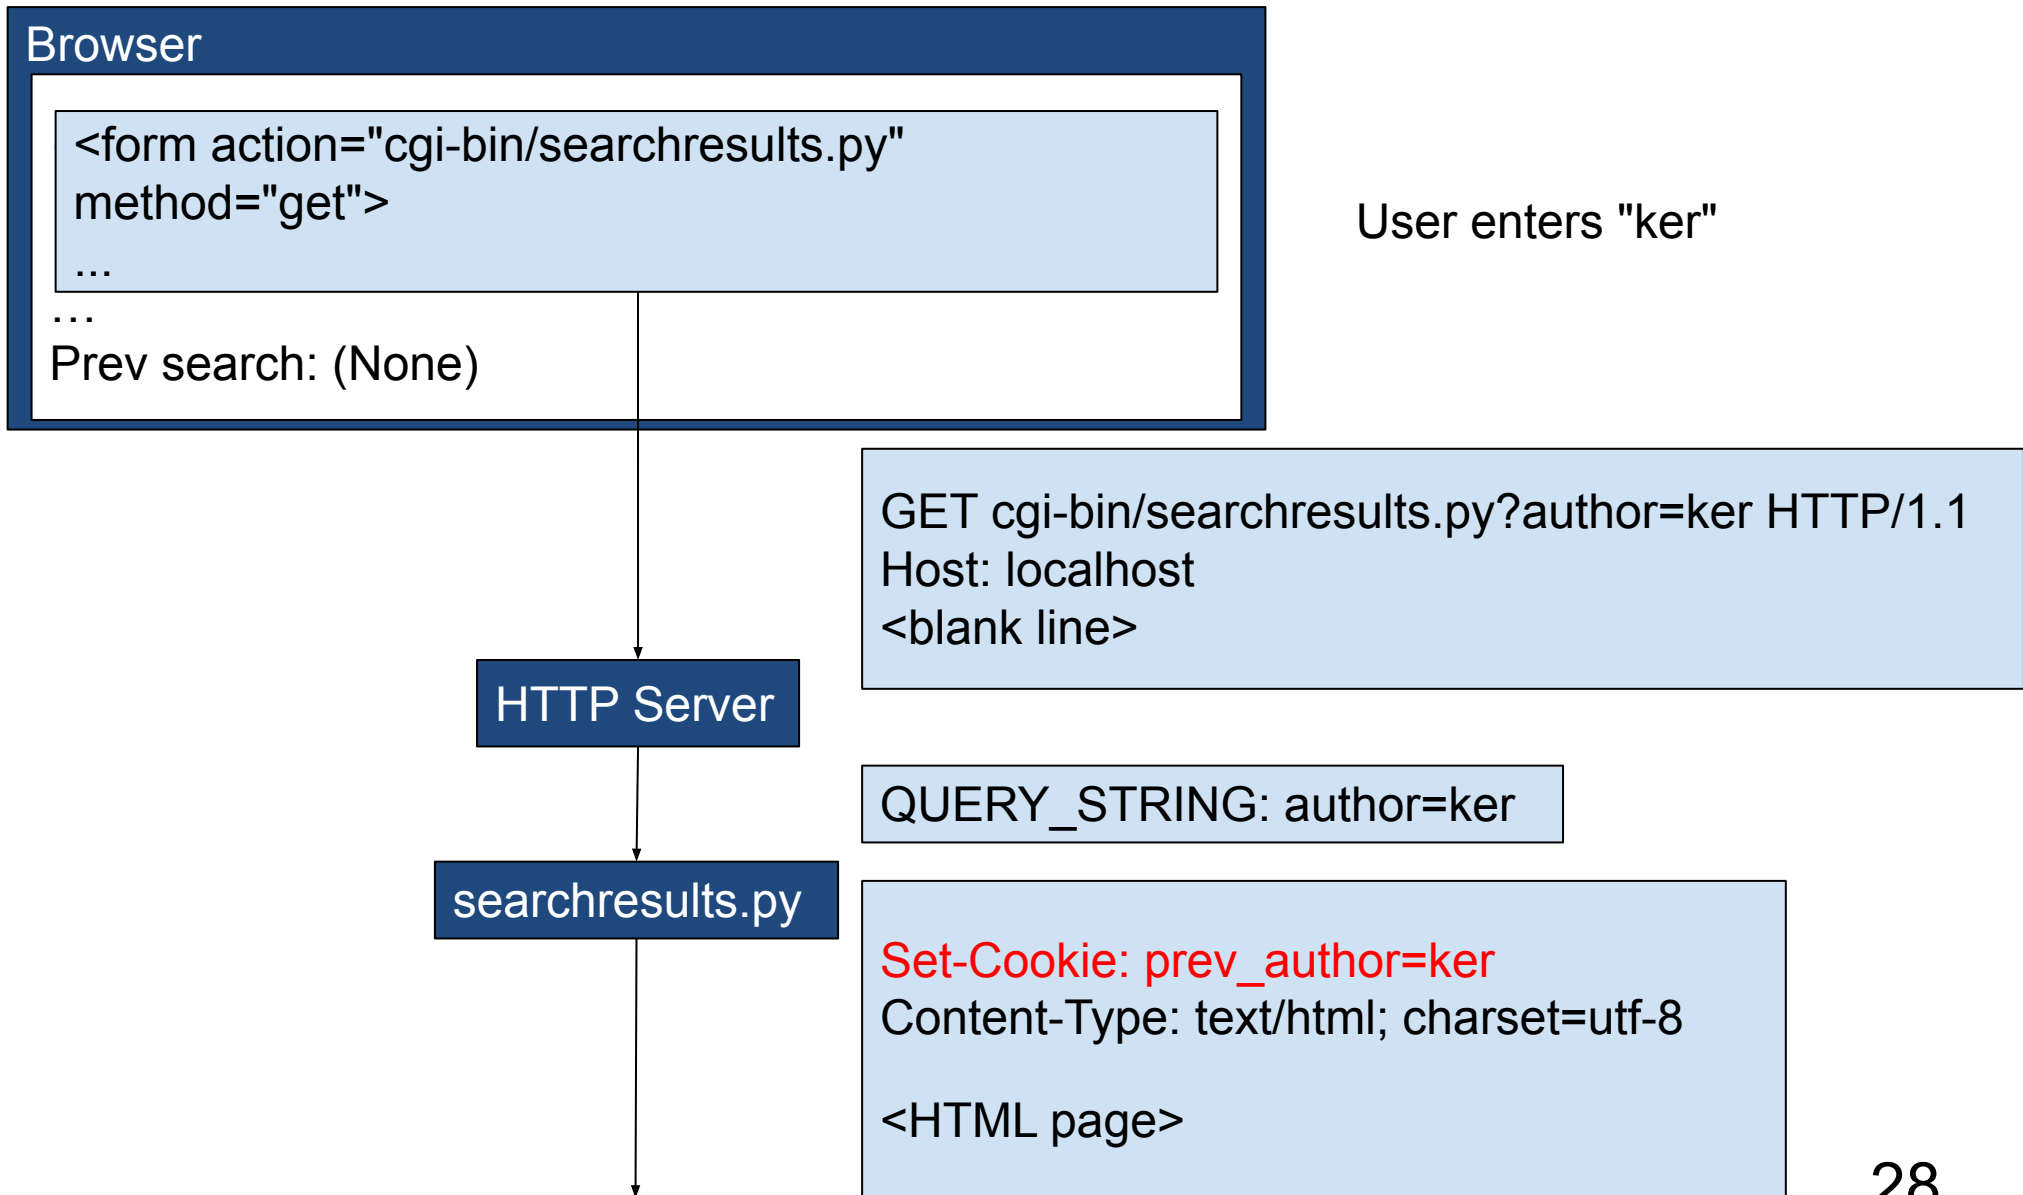 Browser
<form action="cgi-bin/searchresults.py"
method="get">
...
…
Prev search: (None)
User enters "ker"
GET cgi-bin/searchresults.py?author=ker HTTP/1.1
Host: localhost
<blank line>
HTTP Server
QUERY_STRING: author=ker
searchresults.py
Set-Cookie: prev_author=ker
Content-Type: text/html; charset=utf-8
<HTML page>
28